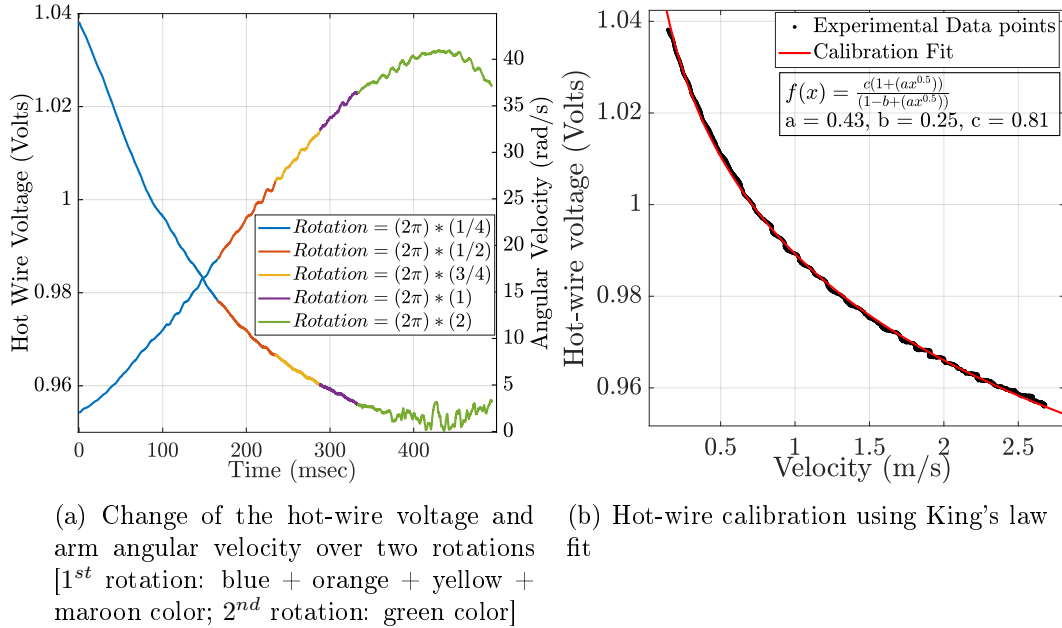 1.04
1.02
1
0.98
0.96
Hot Wire Voltage (Volts)
0
100
200
300
400
Time (msec)
40
35
30
25
20
15
10
5
0
Angular Velocity (rad/s)
Rotation = (2π) ∗ (1/4)
Rotation = (2π) ∗ (1/2)
Rotation = (2π) ∗ (3/4)
Rotation = (2π) ∗ (1)
Rotation = (2π) ∗ (2)
(a) Change of the hot-wire voltage and
arm angular velocity over two rotations
[1st rotation: blue + orange + yellow +
maroon color; 2nd rotation: green color]
1.04
1.02
1
0.98
0.96
Hot-wire voltage (Volts)
Experimental Data points
Calibration Fit
f(x) = c(1+(ax^0.5))/(1−b+(ax^0.5))
a = 0.43, b = 0.25, c = 0.81
0.5
1
1.5
2
2.5
Velocity (m/s)
(b) Hot-wire calibration using King's law
fit